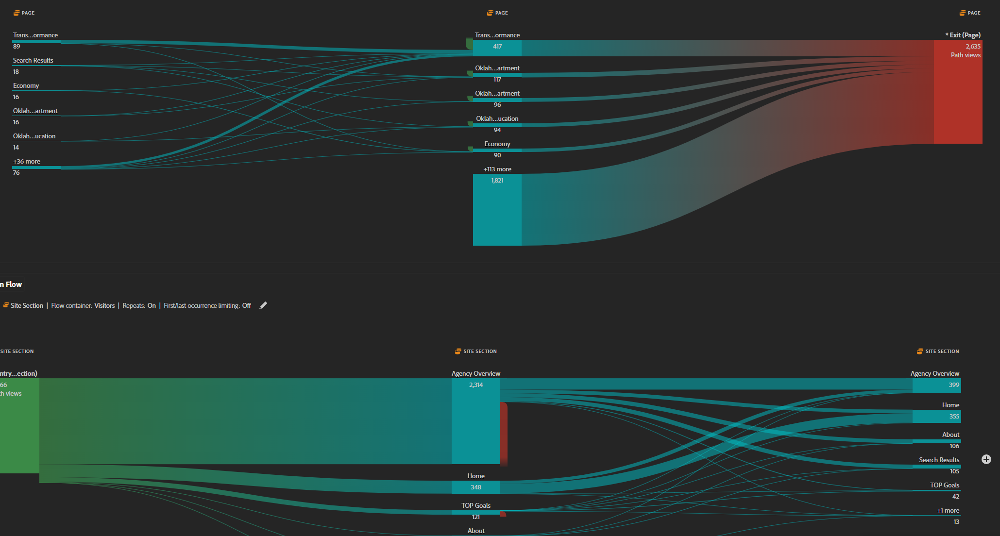 PAGE
PAGE
PAGE
Trans...ormance
89
Search Results
18
Economy
16
Oklah...artment
16
Oklah...ucation
14
+36 more
76
Trans...ormance
417
Oklah...artment
117
Oklah...artment
96
Oklah...ucation
94
Economy
90
+113 more
1,821
* Exit (Page)
2,635
Path views
n Flow
Site Section | Flow container: Visitors | Repeats: On | First/last occurrence limiting: Off
SITE SECTION
SITE SECTION
SITE SECTION
ntry...ection)
66
th views
Agency Overview
2,314
Home
348
TOP Goals
121
About
Agency Overview
399
Home
355
About
106
Search Results
105
TOP Goals
42
+1 more
13